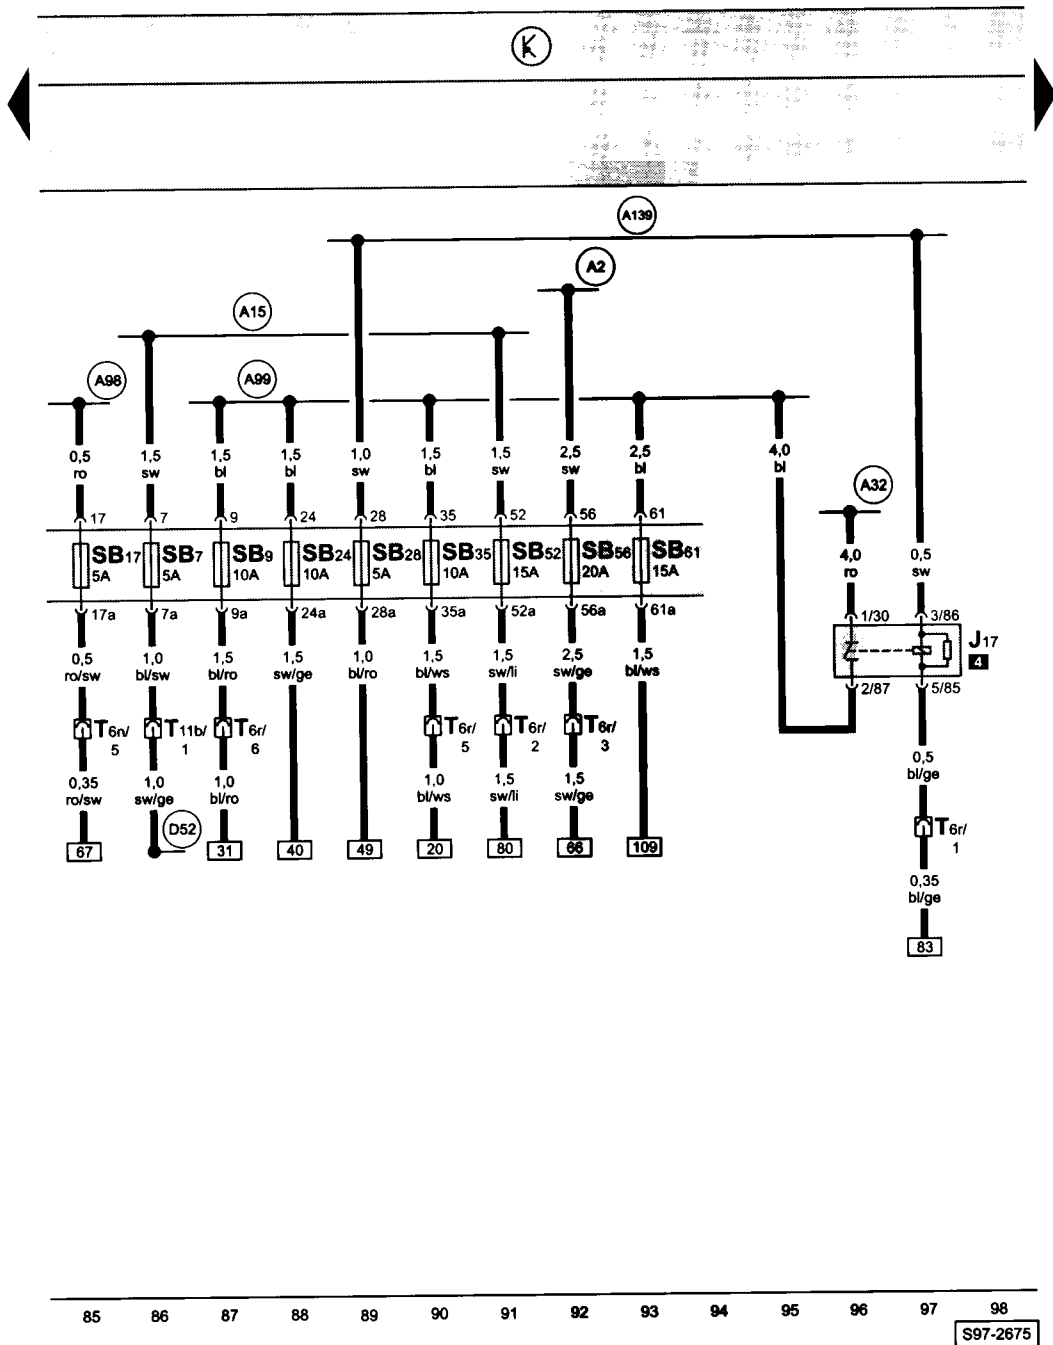 K
A139
A2
A15
A98 A99
0,5 1,5 1,5 1,5 1,0 1,5 1,5 2,5 2,5 4,0
ro sw bl bl sw bl sw sw bl bl
A32
17 7 9 24 28 35 52 56 61
4,0 0,5
ro sw
SB17 SB7 SB9 SB24 SB28 SB35 SB52 SB56 SB61
5A 5A 10A 10A 5A 10A 15A 20A 15A
17a 7a 9a 24a 28a 35a 52a 56a 61a
1/30 3/86
J17
4
2/87 5/85
0,5 1,0 1,5 1,5 1,0 1,5 1,5 2,5 1,5
ro/sw bl/sw bl/ro sw/ge bl/ro bl/ws sw/li sw/ge bl/ws
T6n/ T11b/ T6r/ T6r/ T6r/ T6r/
5 1 6 5 2 3
0,5
bl/ge
0,35 1,0 1,0 1,0 1,5 1,5
ro/sw sw/ge bl/ro bl/ws sw/li sw/ge
D52
T6r/
1
67 31 40 49 20 80 66 109
0,35
bl/ge
83
85 86 87 88 89 90 91 92 93 94 95 96 97 98
S97-2675